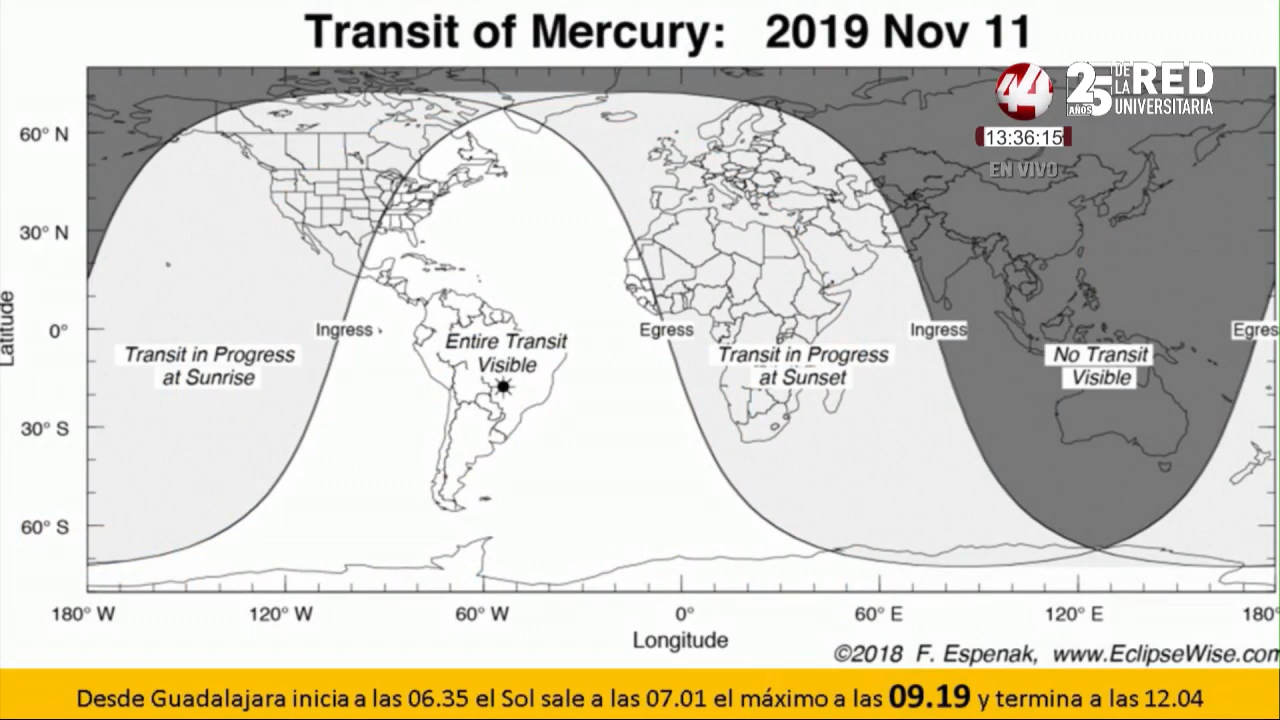 Transit of Mercury: 2019 Nov 11
44
25 AÑOS DE LA RED UNIVERSITARIA
13:36:15
EN VIVO
60° N
30° N
0°
30° S
60° S
Latitude
Ingress
Egress
Ingress
Egres
Transit in Progress
at Sunrise
Entire Transit
Visible
Transit in Progress
at Sunset
No Transit
Visible
180° W
120° W
60° W
0°
60° E
120° E
180°
Longitude
©2018 F. Espenak, www.EclipseWise.com
Desde Guadalajara inicia a las 06.35 el Sol sale a las 07.01 el máximo a las 09.19 y termina a las 12.04